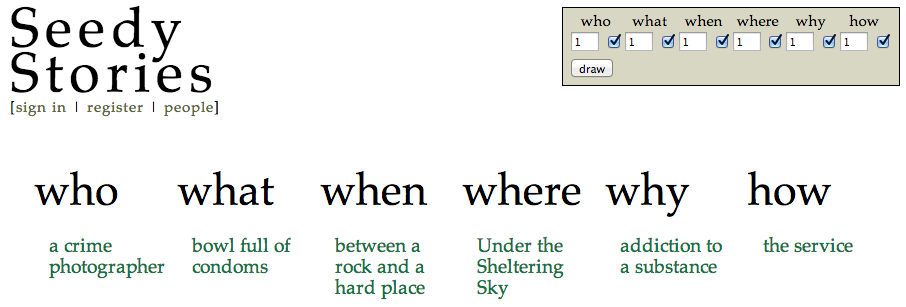 Seedy
Stories
[sign in | register | people]
who what when where why how
1 1 1 1 1 1
draw
who what when where why how
a crime
photographer
bowl full of
condoms
between a
rock and a
hard place
Under the
Sheltering
Sky
addiction to
a substance
the service